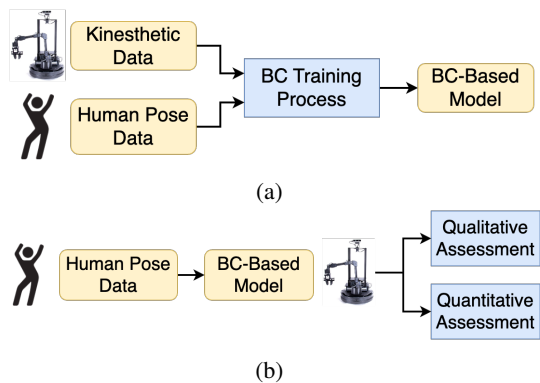 Kinesthetic
Data
Human Pose
Data
BC Training
Process
BC-Based
Model
(a)
Human Pose
Data
BC-Based
Model
Qualitative
Assessment
Quantitative
Assessment
(b)